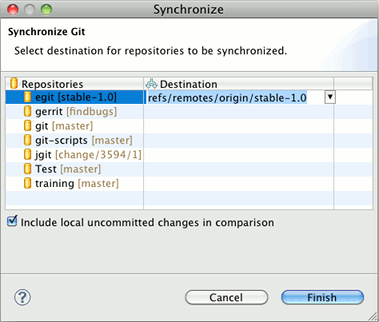 Synchronize
Synchronize Git
Select destination for repositories to be synchronized.
Repositories Destination
egit [stable-1.0] refs/remotes/origin/stable-1.0
gerrit [findbugs]
git [master]
git-scripts [master]
jgit [change/3594/1]
Test [master]
training [master]
Include local uncommitted changes in comparison
? Cancel Finish